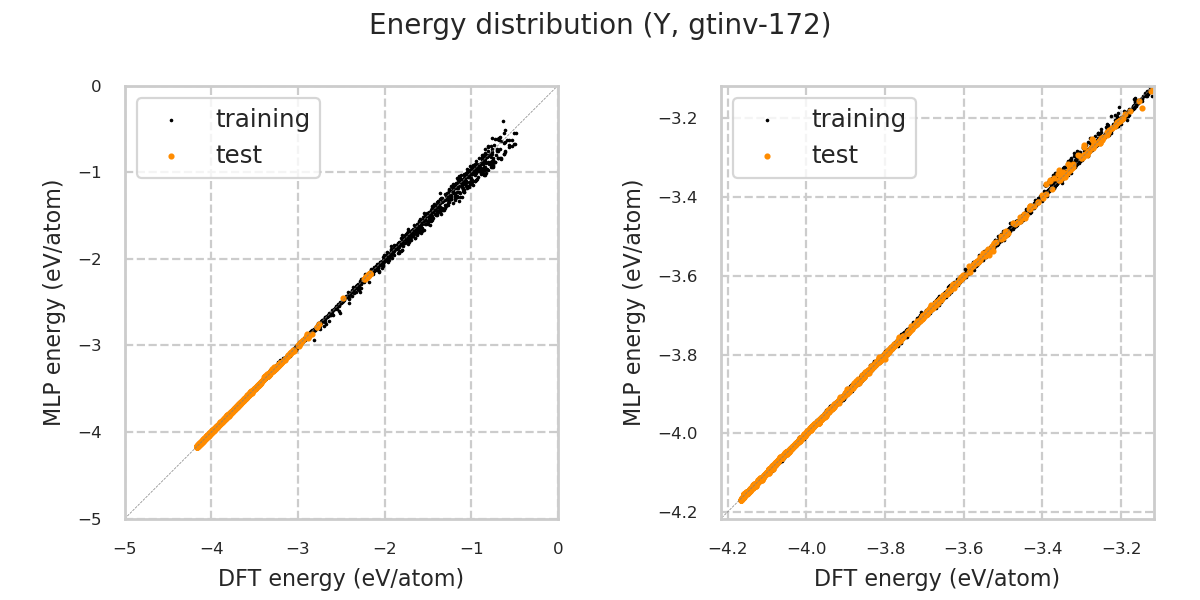 Energy distribution (Y, gtinv-172)
training
test
0
−1
−2
−3
−4
−5
−5
−4
−3
−2
−1
0
MLP energy (eV/atom)
DFT energy (eV/atom)
training
test
−3.2
−3.4
−3.6
−3.8
−4.0
−4.2
−4.2
−4.0
−3.8
−3.6
−3.4
−3.2
MLP energy (eV/atom)
DFT energy (eV/atom)